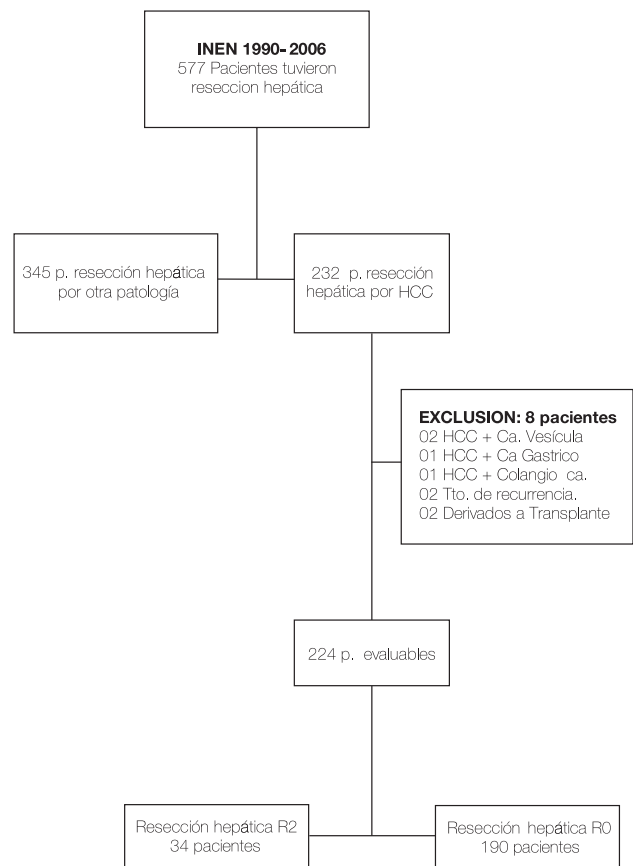 INEN 1990-2006
577 Pacientes tuvieron
reseccion hepática
345 p. resección hepática
por otra patología
232 p. resección
hepática por HCC
EXCLUSION: 8 pacientes
02 HCC + Ca. Vesícula
01 HCC + Ca Gastrico
01 HCC + Colangio ca.
02 Tto. de recurrencia.
02 Derivados a Transplante
224 p. evaluables
Resección hepática R2
34 pacientes
Resección hepática R0
190 pacientes